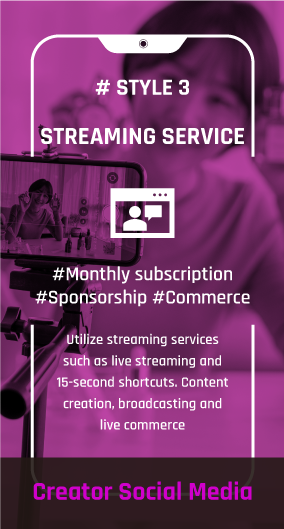 # STYLE 3
STREAMING SERVICE
#Monthly subscription
#Sponsorship #Commerce
Utilize streaming services
such as live streaming and
15-second shortcuts. Content
creation, broadcasting and
live commerce
Creator Social Media